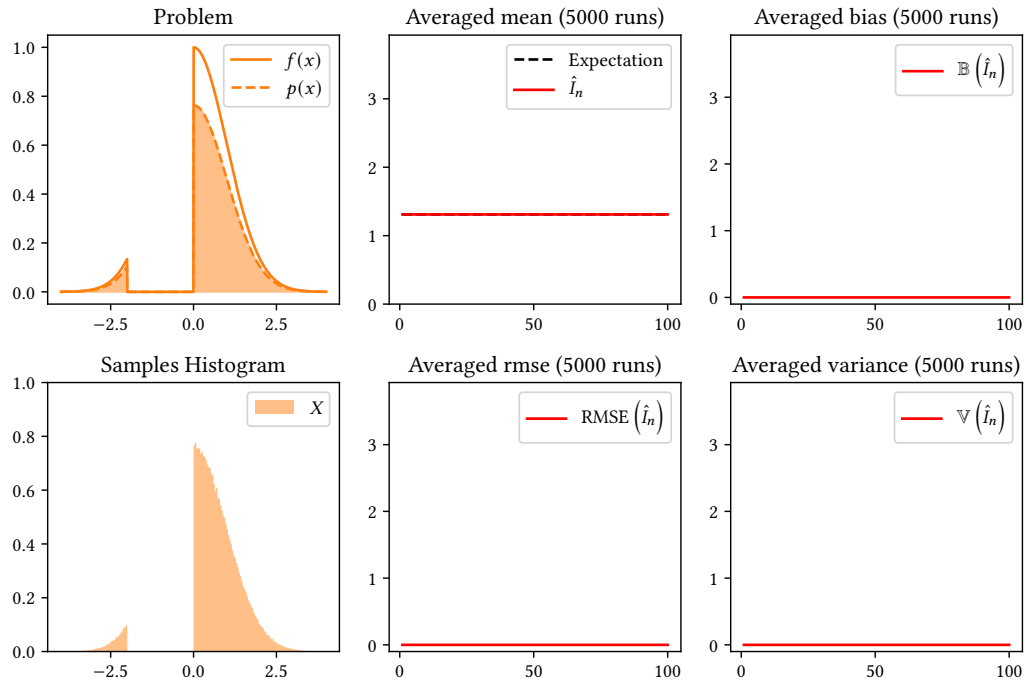 Problem
1.0
0.8
0.6
0.4
0.2
0.0
−2.5 0.0 2.5
f(x)
p(x)
Averaged mean (5000 runs)
3
2
1
0
0 50 100
Expectation
Î_n
Averaged bias (5000 runs)
3
2
1
0
0 50 100
𝔹(Î_n)
Samples Histogram
1.0
0.8
0.6
0.4
0.2
0.0
−2.5 0.0 2.5
X
Averaged rmse (5000 runs)
3
2
1
0
0 50 100
RMSE(Î_n)
Averaged variance (5000 runs)
3
2
1
0
0 50 100
𝕍(Î_n)